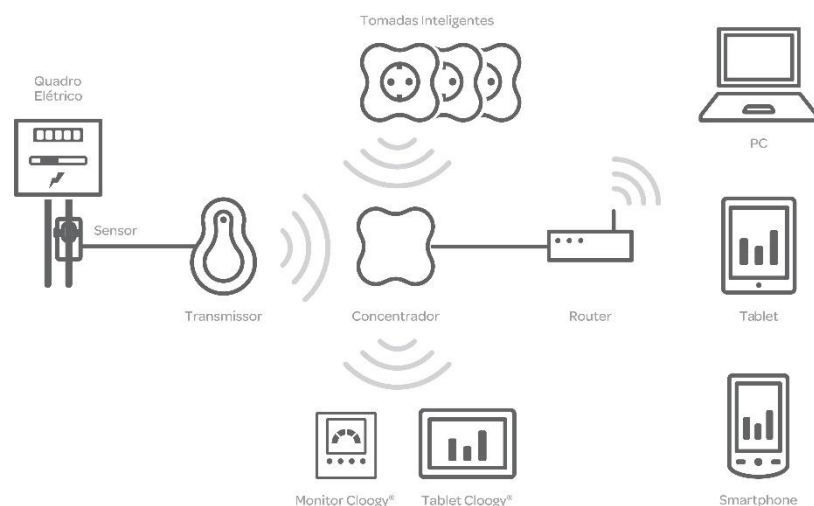 Tomadas Inteligentes
Quadro
Elétrico
PC
Sensor
Transmissor
Concentrador
Router
Tablet
Monitor Cloogy®
Tablet Cloogy®
Smartphone